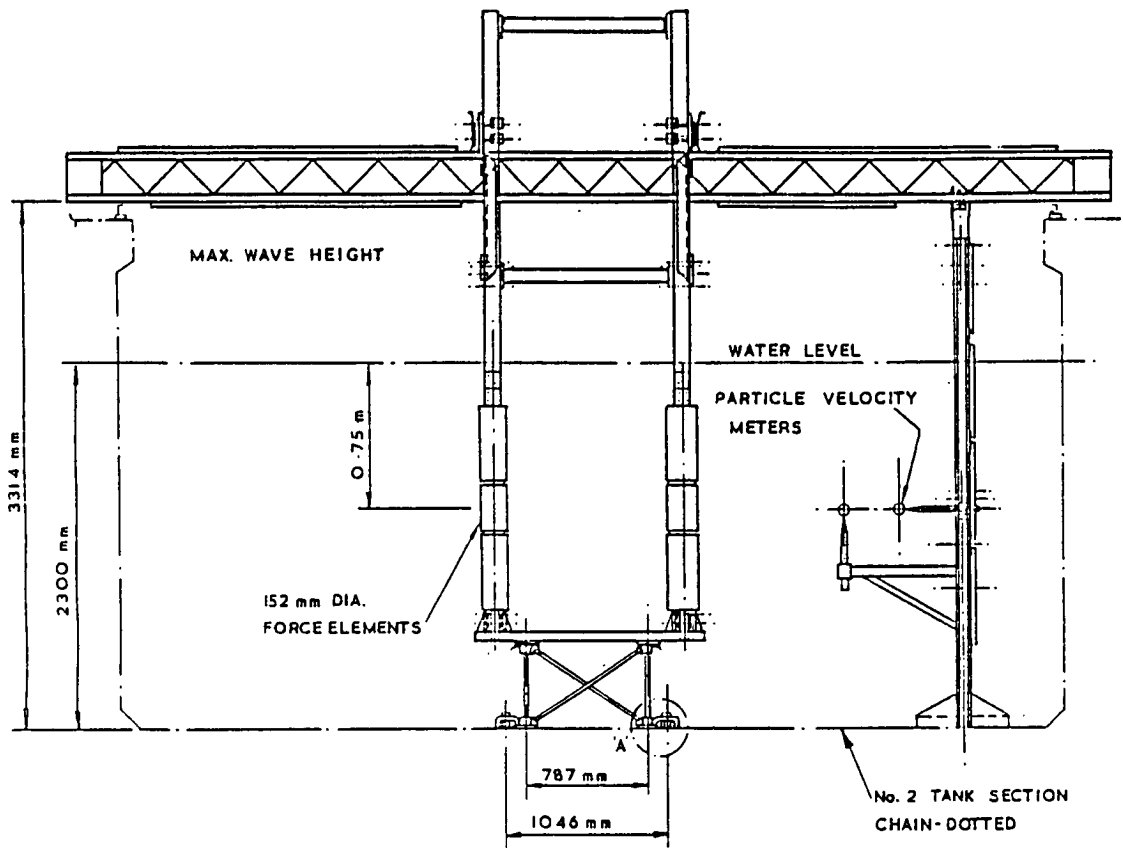 MAX. WAVE HEIGHT
WATER LEVEL
PARTICLE VELOCITY
METERS
0.75 m
3314 mm
2300 mm
152 mm DIA.
FORCE ELEMENTS
A
787 mm
1046 mm
No. 2 TANK SECTION
CHAIN-DOTTED